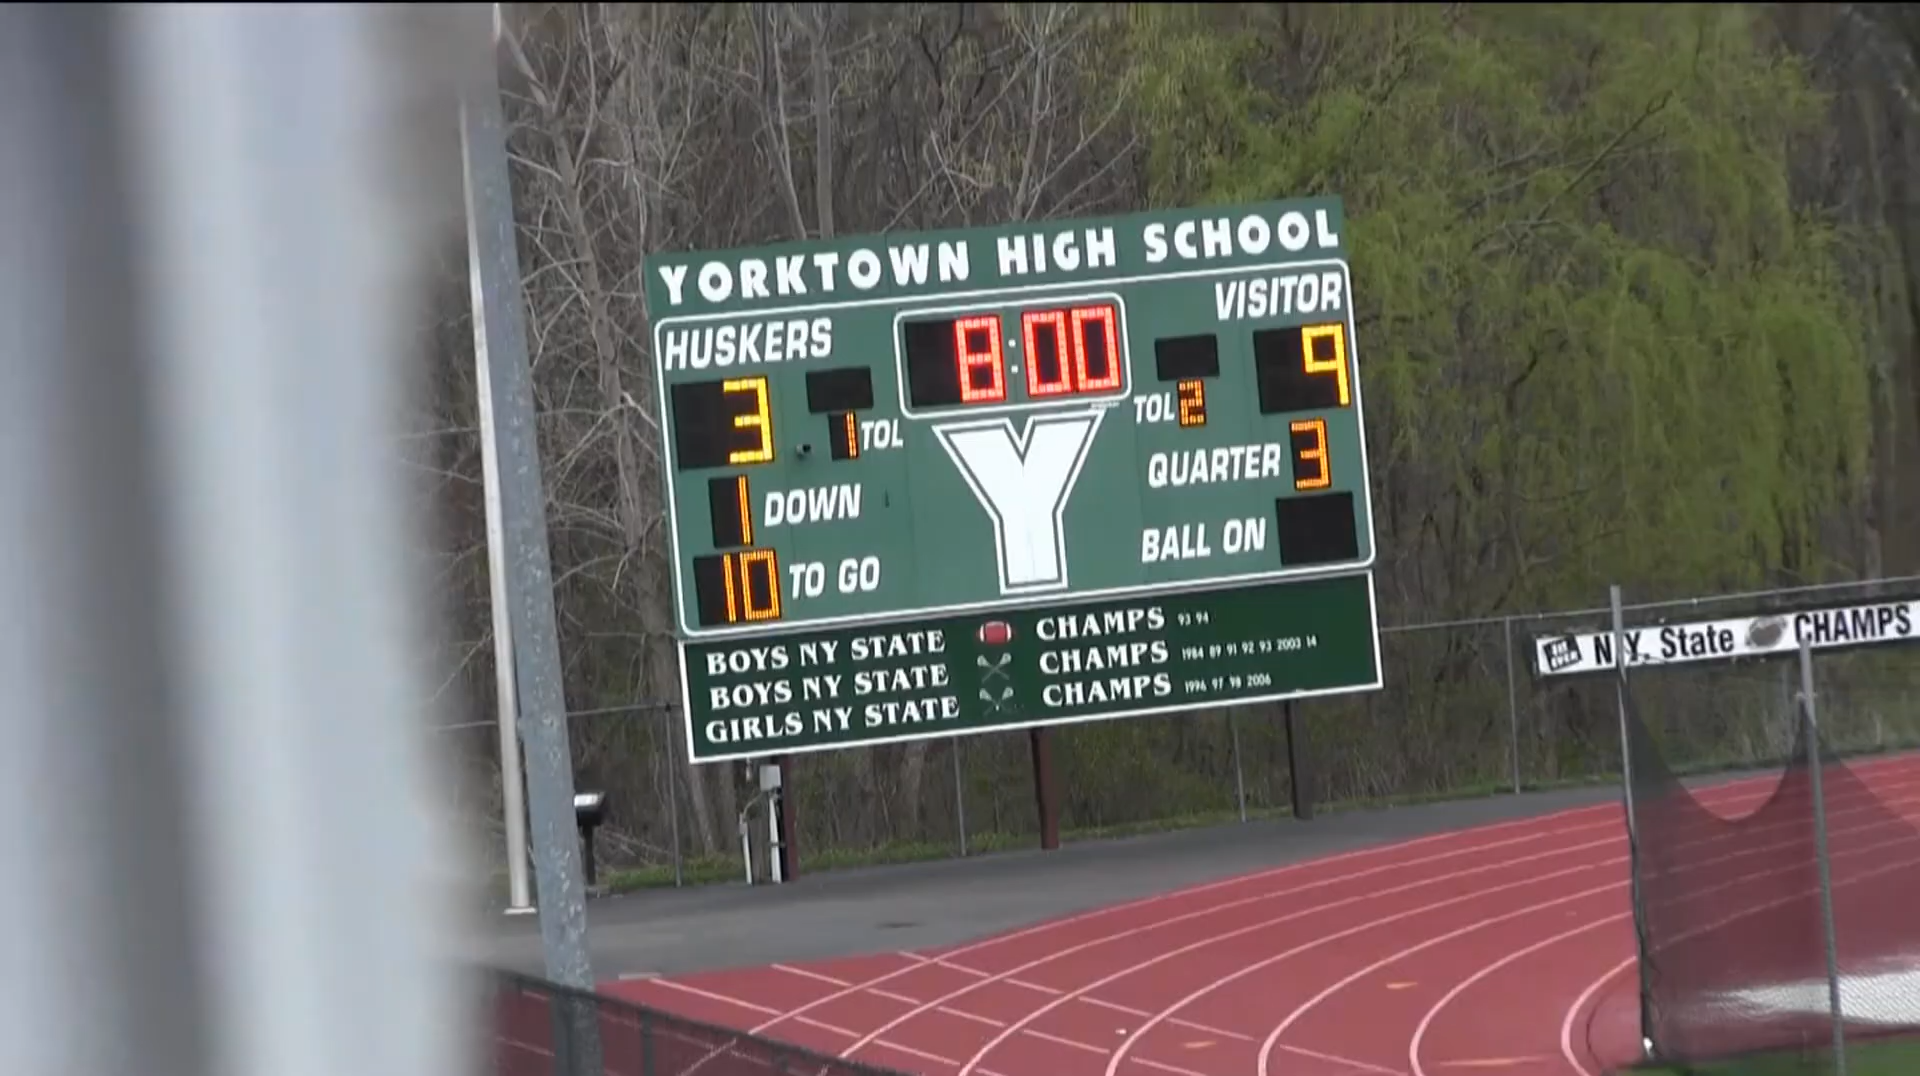 YORKTOWN HIGH SCHOOL
HUSKERS 8:00 VISITOR
3 1 TOL TOL 2 9
1 DOWN QUARTER 3
10 TO GO BALL ON
Y
BOYS NY STATE CHAMPS 93 94
BOYS NY STATE CHAMPS 1984 89 91 92 93 2003 14
GIRLS NY STATE CHAMPS 1996 97 98 2006
N.Y. State CHAMPS